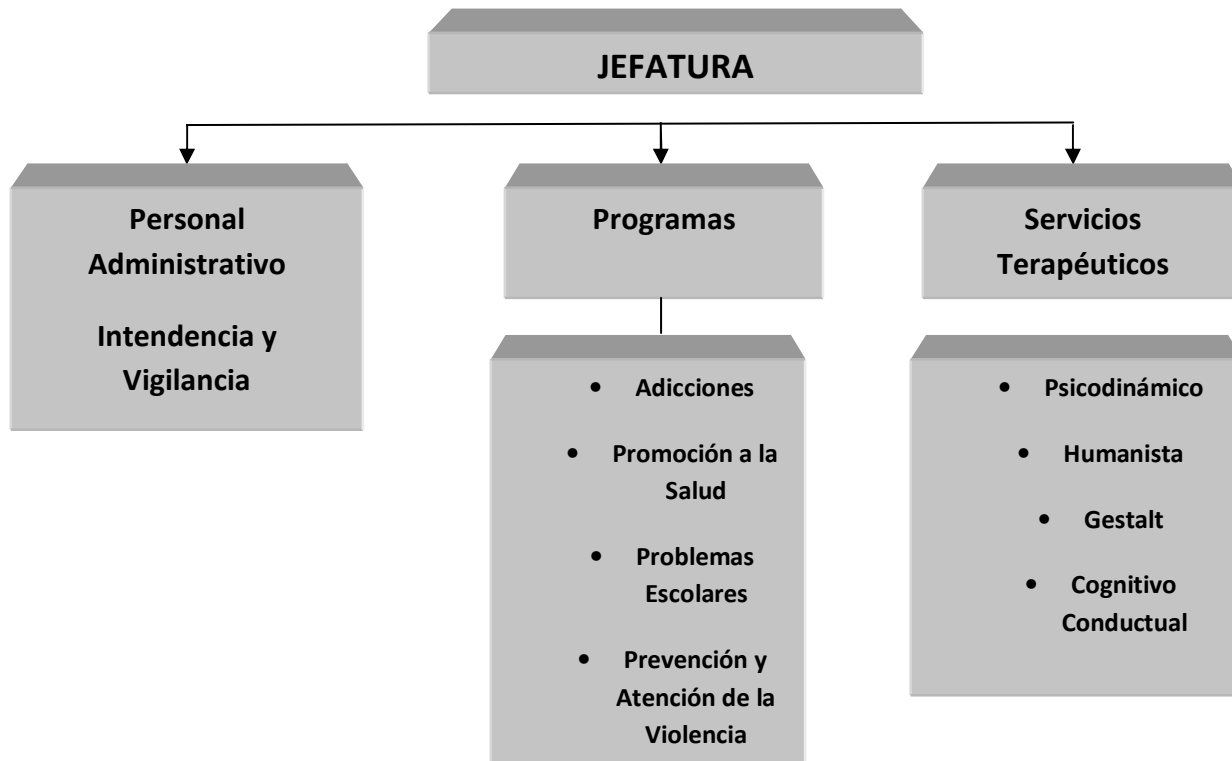 JEFATURA
Personal
Administrativo
Intendencia y
Vigilancia
Programas
Servicios
Terapéuticos
• Adicciones
• Promoción a la
Salud
• Problemas
Escolares
• Prevención y
Atención de la
Violencia
• Psicodinámico
• Humanista
• Gestalt
• Cognitivo
Conductual